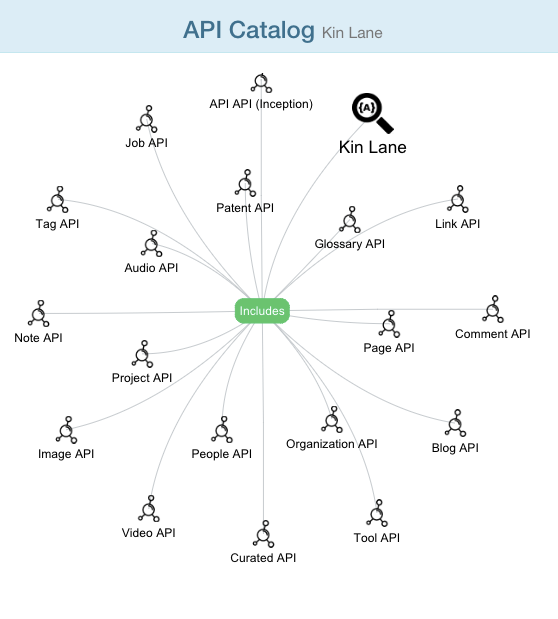 API Catalog Kin Lane
API API (Inception)
{A}
Job API
Kin Lane
Patent API
Tag API
Glossary API
Link API
Audio API
Includes
Note API
Comment API
Page API
Project API
Organization API
Blog API
Image API
People API
Video API
Tool API
Curated API